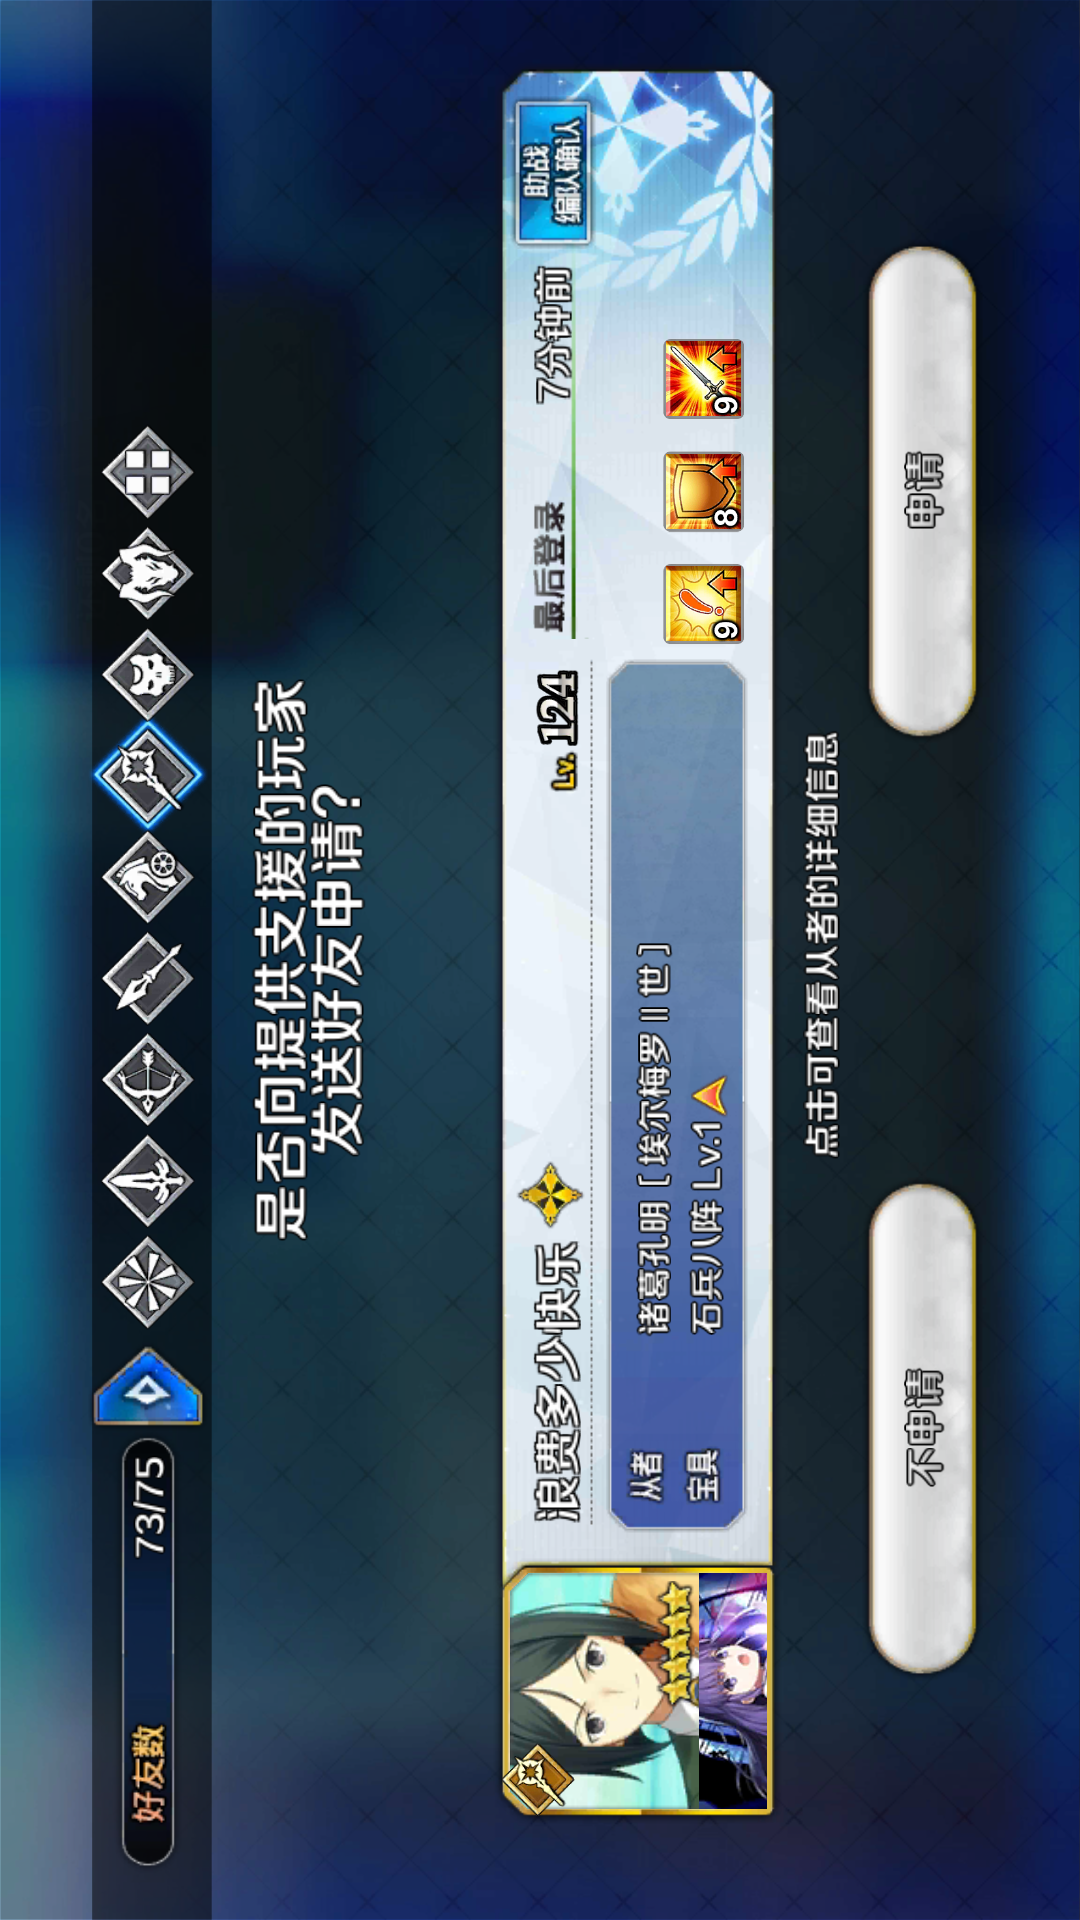 好友数 73/75
是否向提供支援的玩家
发送好友申请？
浪费多少快乐
Lv.124
最后登录 7分钟前
助战
编队确认
从者 诸葛孔明［埃尔梅罗Ⅱ世］
宝具 石兵八阵 Lv.1
9
8
9
点击可查看从者的详细信息
不申请
申请